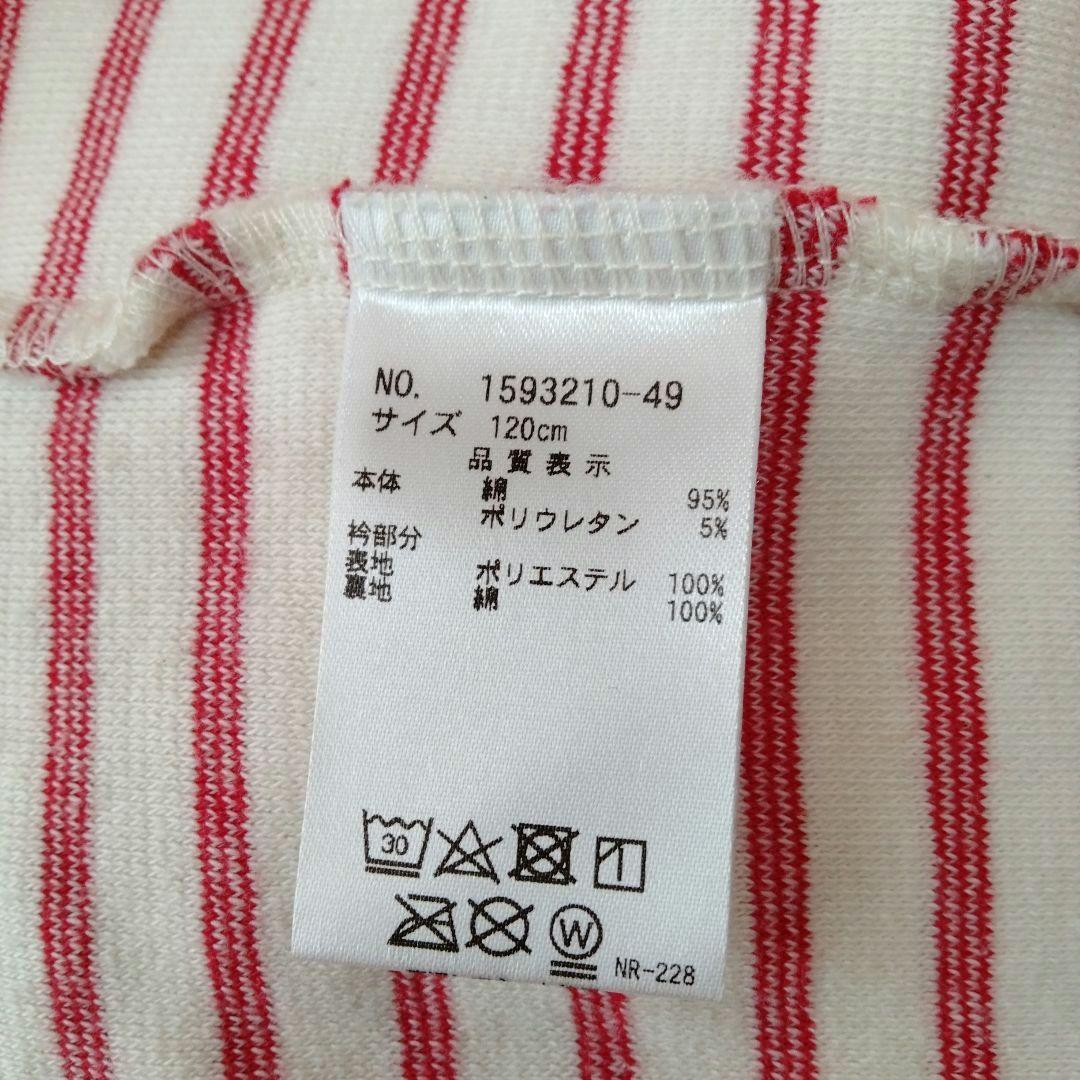 NO. 1593210-49
サイズ 120cm
品質表示
本体 綿 95%
ポリウレタン 5%
衿部分
表地 ポリエステル 100%
裏地 綿 100%
30
W
NR-228